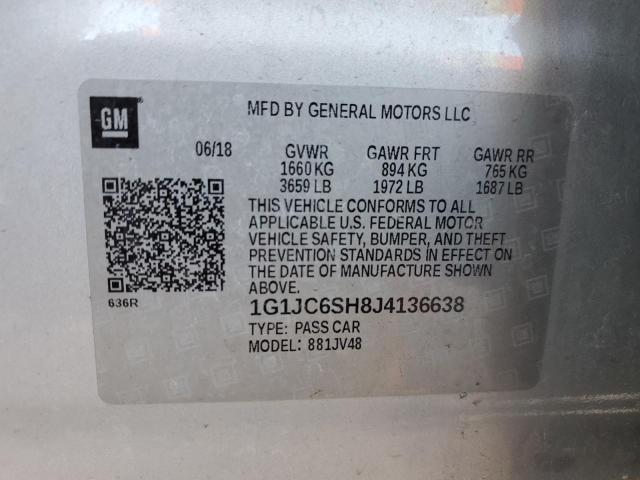 GM
MFD BY GENERAL MOTORS LLC
06/18 GVWR GAWR FRT GAWR RR
1660 KG 894 KG 765 KG
3659 LB 1972 LB 1687 LB
THIS VEHICLE CONFORMS TO ALL
APPLICABLE U.S. FEDERAL MOTOR
VEHICLE SAFETY, BUMPER, AND THEFT
PREVENTION STANDARDS IN EFFECT ON
THE DATE OF MANUFACTURE SHOWN
ABOVE.
636R
1G1JC6SH8J4136638
TYPE: PASS CAR
MODEL: 881JV48